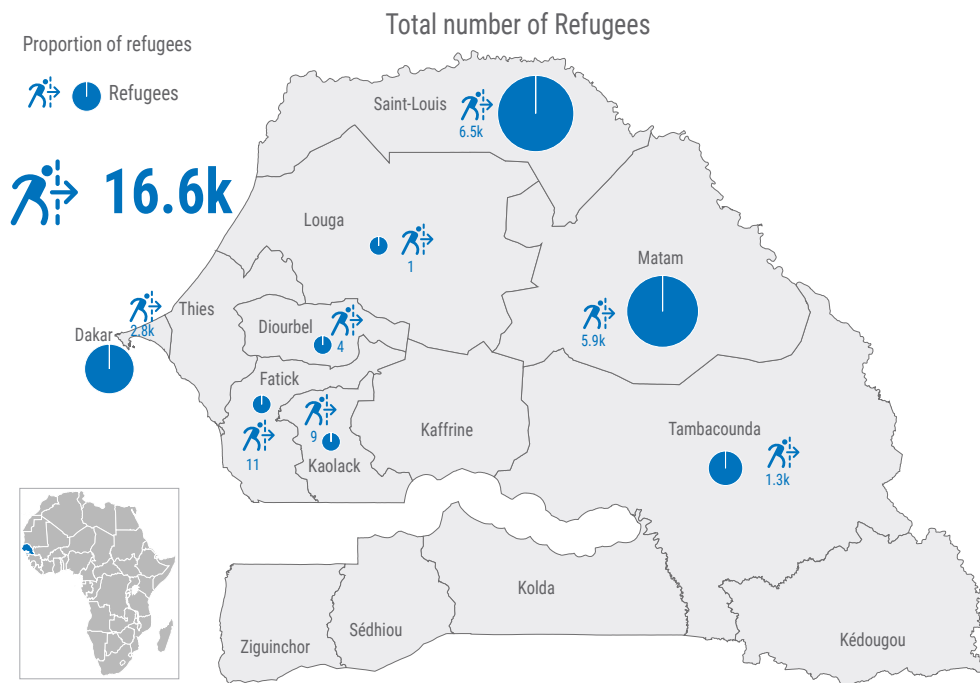 Total number of Refugees
Proportion of refugees
Refugees
16.6k
Saint-Louis
6.5k
Louga
1
Matam
5.9k
Thies
2.8k
Dakar
Diourbel
4
Fatick
11
9
Kaolack
Kaffrine
Tambacounda
1.3k
Kolda
Sédhiou
Ziguinchor
Kédougou